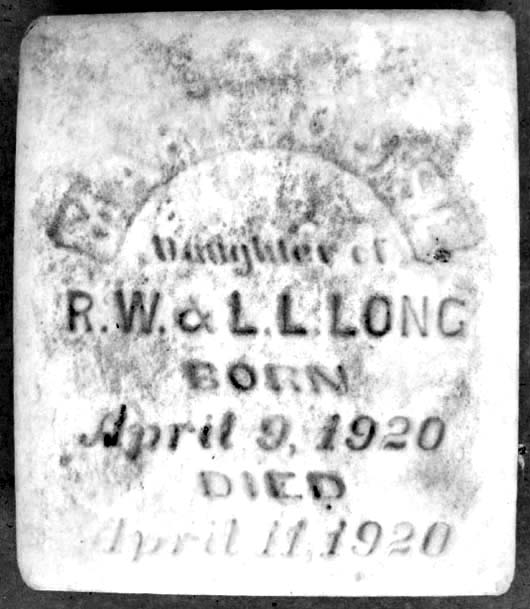 Daughter of
R. W. & L. L. LONG
BORN
April 9, 1920
DIED
April 11, 1920